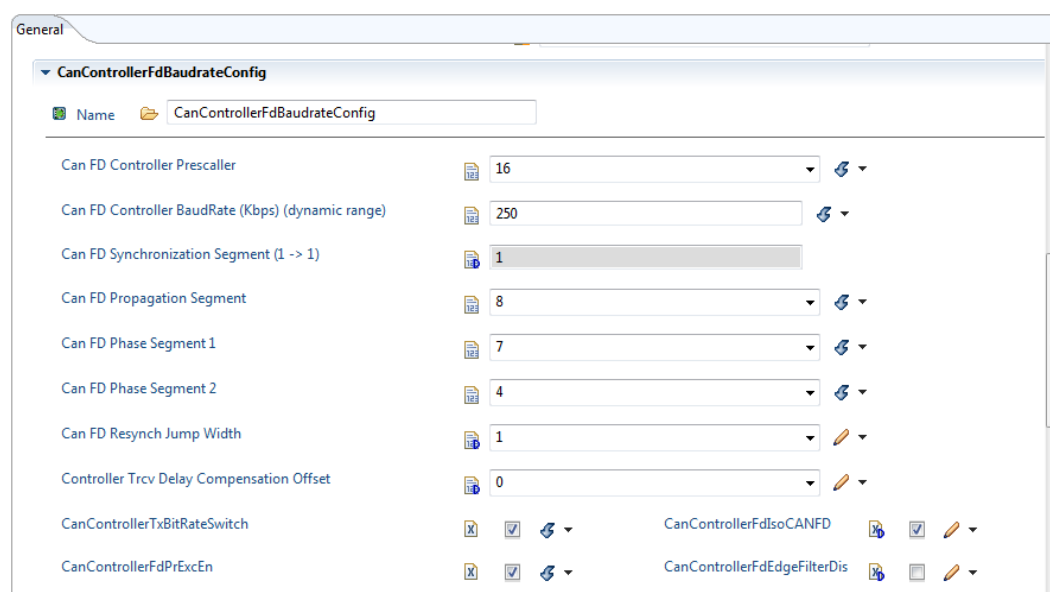 General
CanControllerFdBaudrateConfig
Name CanControllerFdBaudrateConfig
Can FD Controller Prescaller 16
Can FD Controller BaudRate (Kbps) (dynamic range) 250
Can FD Synchronization Segment (1 -> 1) 1
Can FD Propagation Segment 8
Can FD Phase Segment 1 7
Can FD Phase Segment 2 4
Can FD Resynch Jump Width 1
Controller Trcv Delay Compensation Offset 0
CanControllerTxBitRateSwitch CanControllerFdIsoCANFD
CanControllerFdPrExcEn CanControllerFdEdgeFilterDis